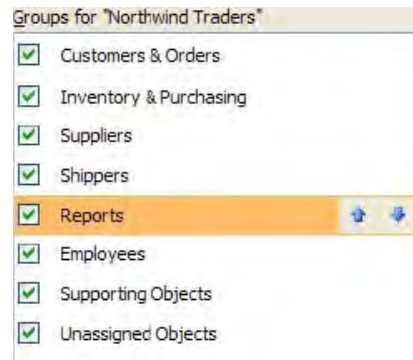 Groups for "Northwind Traders"
Customers & Orders
Inventory & Purchasing
Suppliers
Shippers
Reports
Employees
Supporting Objects
Unassigned Objects